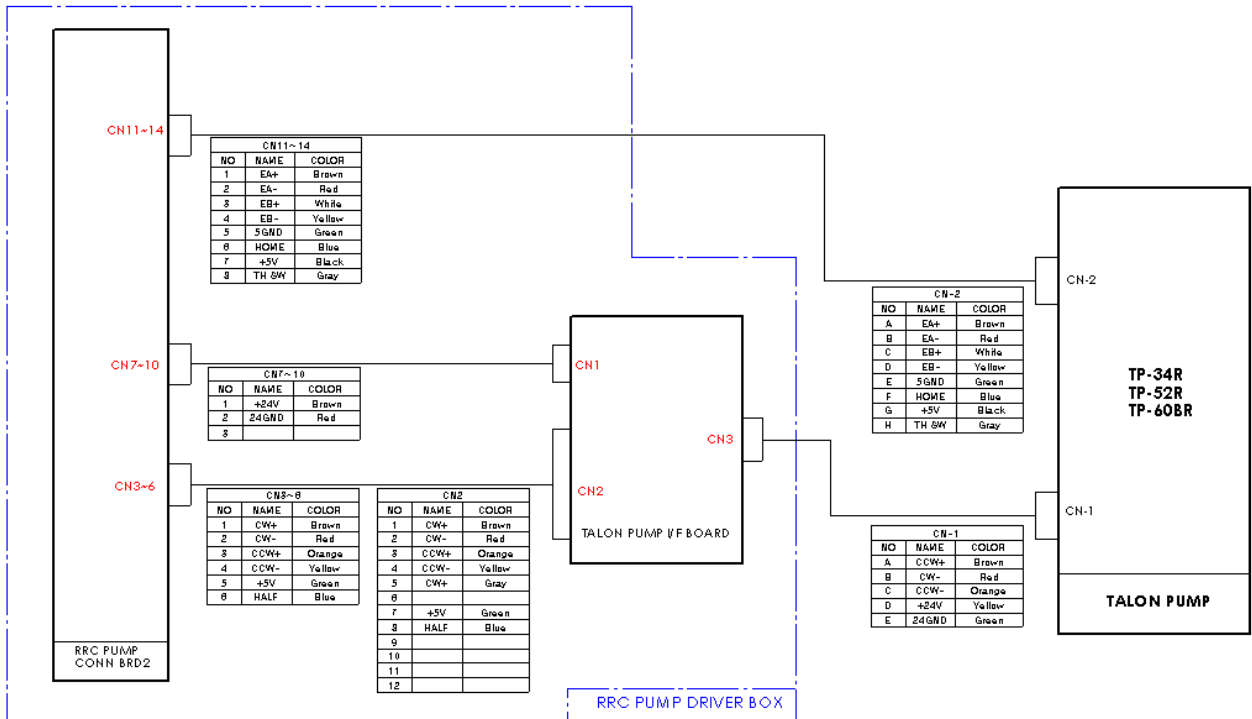 CN11~14
CN11~14
NO NAME COLOR
1 EA+ Brown
2 EA- Red
3 EB+ White
4 EB- Yellow
5 5GND Green
6 HOME Blue
7 +5V Black
8 TH SW Gray
CN7~10
CN7~10
NO NAME COLOR
1 +24V Brown
2 24GND Red
3
CN3~6
CN3~6
NO NAME COLOR
1 CW+ Brown
2 CW- Red
3 CCW+ Orange
4 CCW- Yellow
5 +5V Green
6 HALF Blue
CN2
NO NAME COLOR
1 CW+ Brown
2 CW- Red
3 CCW+ Orange
4 CCW- Yellow
5 CW+ Gray
6
7 +5V Green
8 HALF Blue
9
10
11
12
RRC PUMP
CONN BRD2
CN1
CN2
CN3
TALON PUMP I/F BOARD
RRC PUMP DRIVER BOX
CN-2
NO NAME COLOR
A EA+ Brown
B EA- Red
C EB+ White
D EB- Yellow
E 5GND Green
F HOME Blue
G +5V Black
H TH SW Gray
CN-1
NO NAME COLOR
A CCW+ Brown
B CW- Red
C CCW- Orange
D +24V Yellow
E 24GND Green
CN-2
TP-34R
TP-52R
TP-60BR
CN-1
TALON PUMP